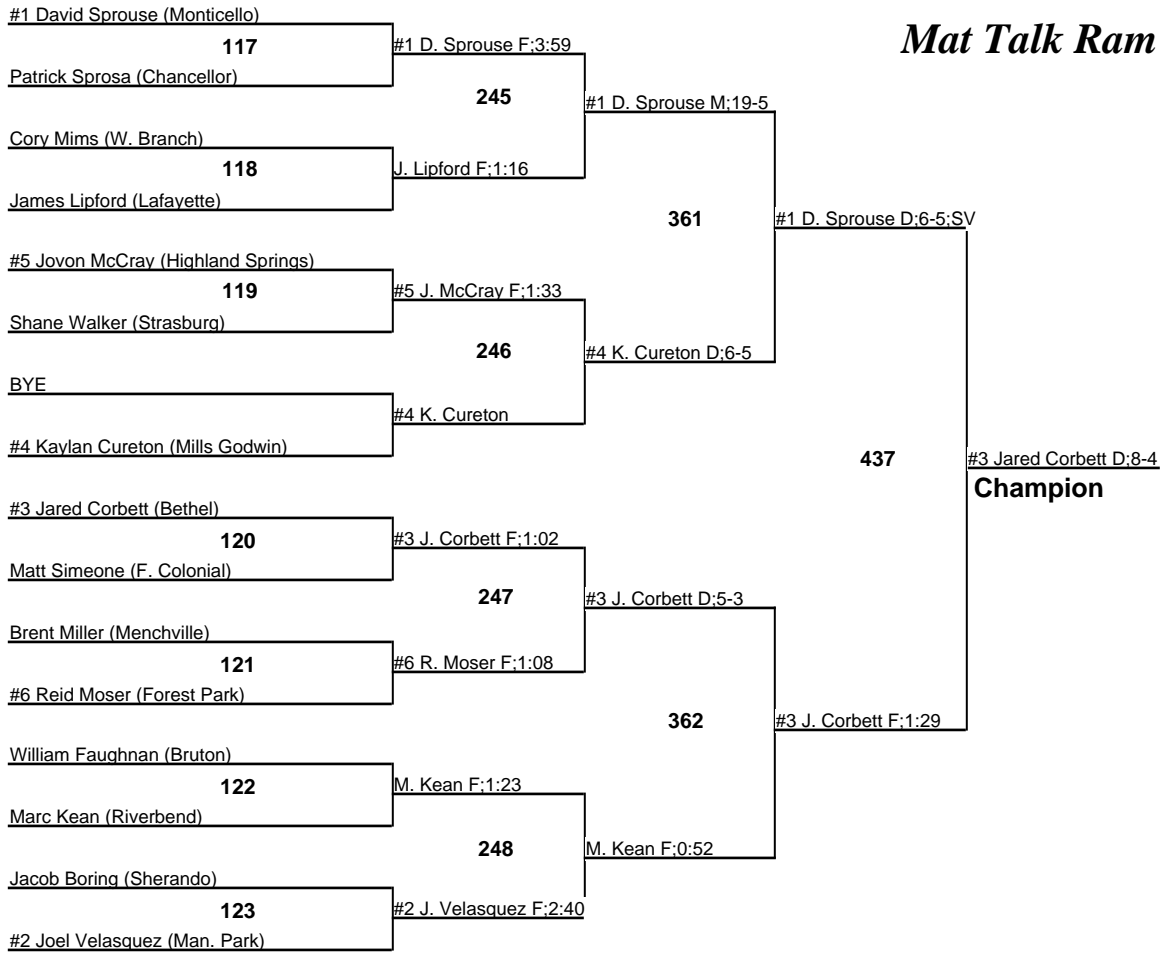 Mat Talk Ram
#1 David Sprouse (Monticello)
117
Patrick Sprosa (Chancellor)
#1 D. Sprouse F;3:59
245
Cory Mims (W. Branch)
118
James Lipford (Lafayette)
J. Lipford F;1:16
#1 D. Sprouse M;19-5
361
#5 Jovon McCray (Highland Springs)
119
Shane Walker (Strasburg)
#5 J. McCray F;1:33
246
BYE
#4 Kaylan Cureton (Mills Godwin)
#4 K. Cureton
#4 K. Cureton D;6-5
#1 D. Sprouse D;6-5;SV
437
#3 Jared Corbett D;8-4
Champion
#3 Jared Corbett (Bethel)
120
Matt Simeone (F. Colonial)
#3 J. Corbett F;1:02
247
Brent Miller (Menchville)
121
#6 Reid Moser (Forest Park)
#6 R. Moser F;1:08
#3 J. Corbett D;5-3
362
#3 J. Corbett F;1:29
William Faughnan (Bruton)
122
Marc Kean (Riverbend)
M. Kean F;1:23
248
M. Kean F;0:52
Jacob Boring (Sherando)
123
#2 Joel Velasquez (Man. Park)
#2 J. Velasquez F;2:40